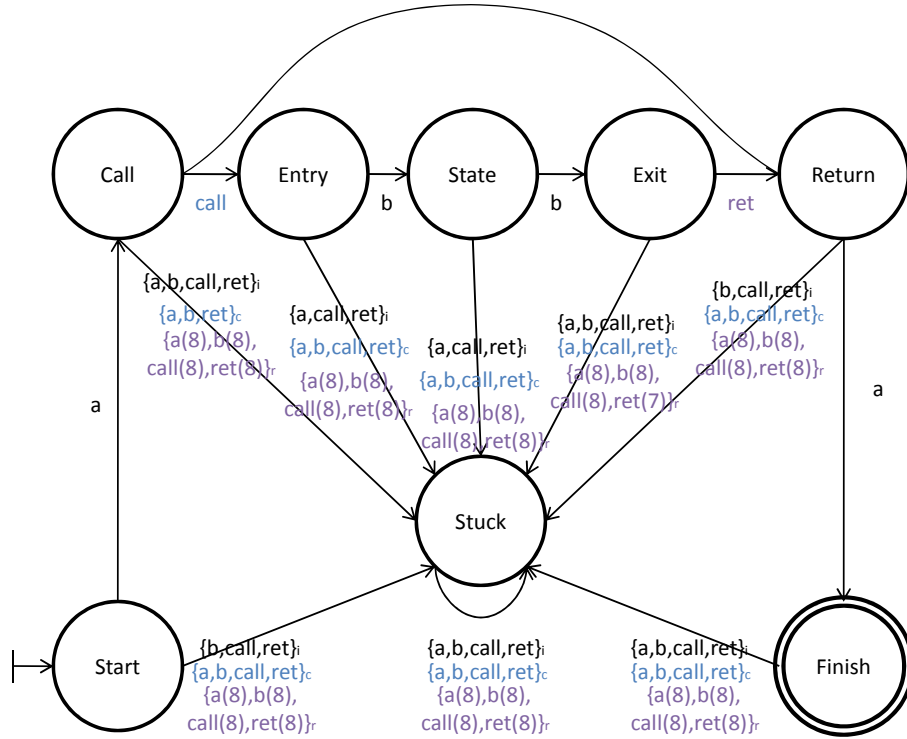 Call
Entry
State
Exit
Return
call
b
b
ret
{a,b,call,ret}i
{a,b,ret}c
{a(8),b(8),
call(8),ret(8)}r
{a,call,ret}i
{a,b,call,ret}c
{a(8),b(8),
call(8),ret(8)}r
{a,call,ret}i
{a,b,call,ret}c
{a(8),b(8),
call(8),ret(8)}r
{a,b,call,ret}i
{a,b,call,ret}c
{a(8),b(8),
call(8),ret(7)}r
{b,call,ret}i
{a,b,call,ret}c
{a(8),b(8),
call(8),ret(8)}r
a
a
Stuck
Start
Finish
{b,call,ret}i
{a,b,call,ret}c
{a(8),b(8),
call(8),ret(8)}r
{a,b,call,ret}i
{a,b,call,ret}c
{a(8),b(8),
call(8),ret(8)}r
{a,b,call,ret}i
{a,b,call,ret}c
{a(8),b(8),
call(8),ret(8)}r